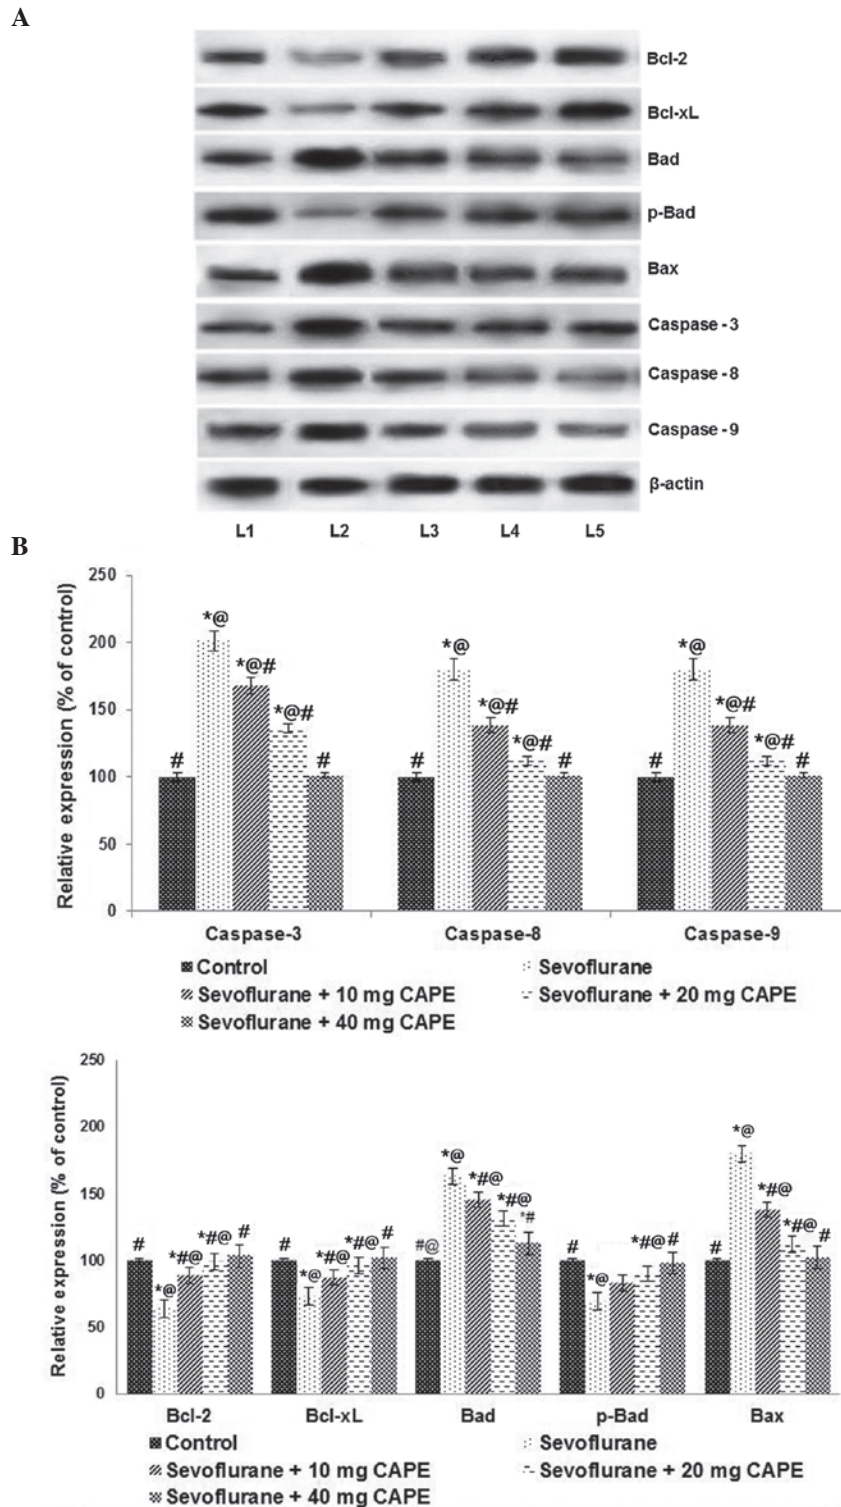 A
Bcl-2
Bcl-xL
Bad
p-Bad
Bax
Caspase - 3
Caspase - 8
Caspase - 9
β-actin
L1 L2 L3 L4 L5
B
Relative expression (% of control)
250
200
150
100
50
0
# *@ *@# *@# #
# *@ *@# *@# #
# *@ *@# *@# #
Caspase-3 Caspase-8 Caspase-9
Control Sevoflurane
Sevoflurane + 10 mg CAPE Sevoflurane + 20 mg CAPE
Sevoflurane + 40 mg CAPE
Relative expression (% of control)
250
200
150
100
50
0
# *@ *#@ *#@ #
# *@ *#@ *#@ #
#@ *@ *#@ *#@ *#
# *@ *#@ #
# *@ *#@ *#@ #
Bcl-2 Bcl-xL Bad p-Bad Bax
Control Sevoflurane
Sevoflurane + 10 mg CAPE Sevoflurane + 20 mg CAPE
Sevoflurane + 40 mg CAPE